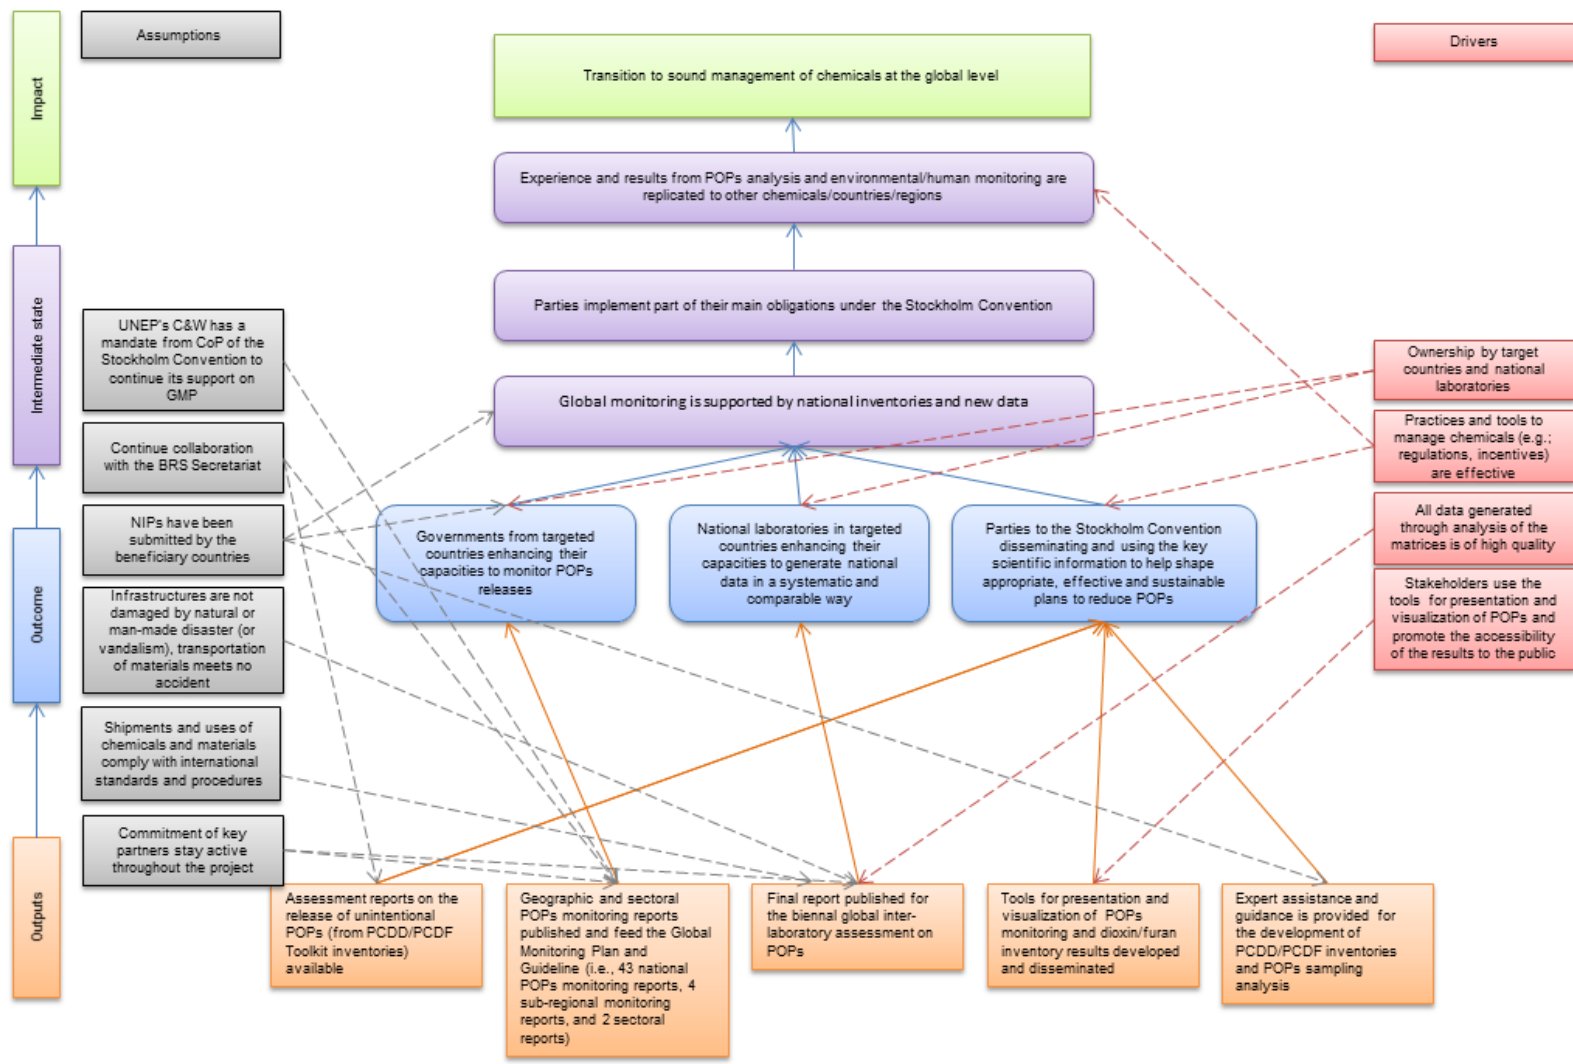 Impact
Intermediate state
Outcome
Outputs
Assumptions
UNEP's C&W has a
mandate from CoP of the
Stockholm Convention to
continue its support on
GMP
Continue collaboration
with the BRS Secretariat
NIPs have been
submitted by the
beneficiary countries
Infrastructures are not
damaged by natural or
man-made disaster (or
vandalism), transportation
of materials meets no
accident
Shipments and uses of
chemicals and materials
comply with international
standards and procedures
Commitment of key
partners stay active
throughout the project
Transition to sound management of chemicals at the global level
Experience and results from POPs analysis and environmental/human monitoring are
replicated to other chemicals/countries/regions
Parties implement part of their main obligations under the Stockholm Convention
Global monitoring is supported by national inventories and new data
Governments from targeted
countries enhancing their
capacities to monitor POPs
releases
National laboratories in targeted
countries enhancing their
capacities to generate national
data in a systematic and
comparable way
Parties to the Stockholm Convention
disseminating and using the key
scientific information to help shape
appropriate, effective and sustainable
plans to reduce POPs
Assessment reports on the
release of unintentional
POPs (from PCDD/PCDF
Toolkit inventories)
available
Geographic and sectoral
POPs monitoring reports
published and feed the Global
Monitoring Plan and
Guideline (i.e., 43 national
POPs monitoring reports, 4
sub-regional monitoring
reports, and 2 sectoral
reports)
Final report published for
the biennal global inter-
laboratory assessment on
POPs
Tools for presentation and
visualization of POPs
monitoring and dioxin/furan
inventory results developed
and disseminated
Expert assistance and
guidance is provided for
the development of
PCDD/PCDF inventories
and POPs sampling
analysis
Drivers
Ownership by target
countries and national
laboratories
Practices and tools to
manage chemicals (e.g.;
regulations, incentives)
are effective
All data generated
through analysis of the
matrices is of high quality
Stakeholders use the
tools for presentation and
visualization of POPs and
promote the accessibility
of the results to the public